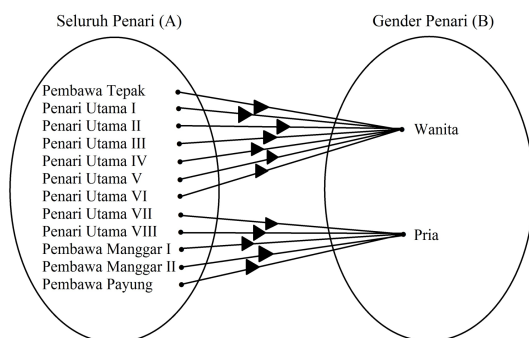 Seluruh Penari (A)
Gender Penari (B)
Pembawa Tepak
Penari Utama I
Penari Utama II
Penari Utama III
Penari Utama IV
Penari Utama V
Penari Utama VI
Penari Utama VII
Penari Utama VIII
Pembawa Manggar I
Pembawa Manggar II
Pembawa Payung
Wanita
Pria